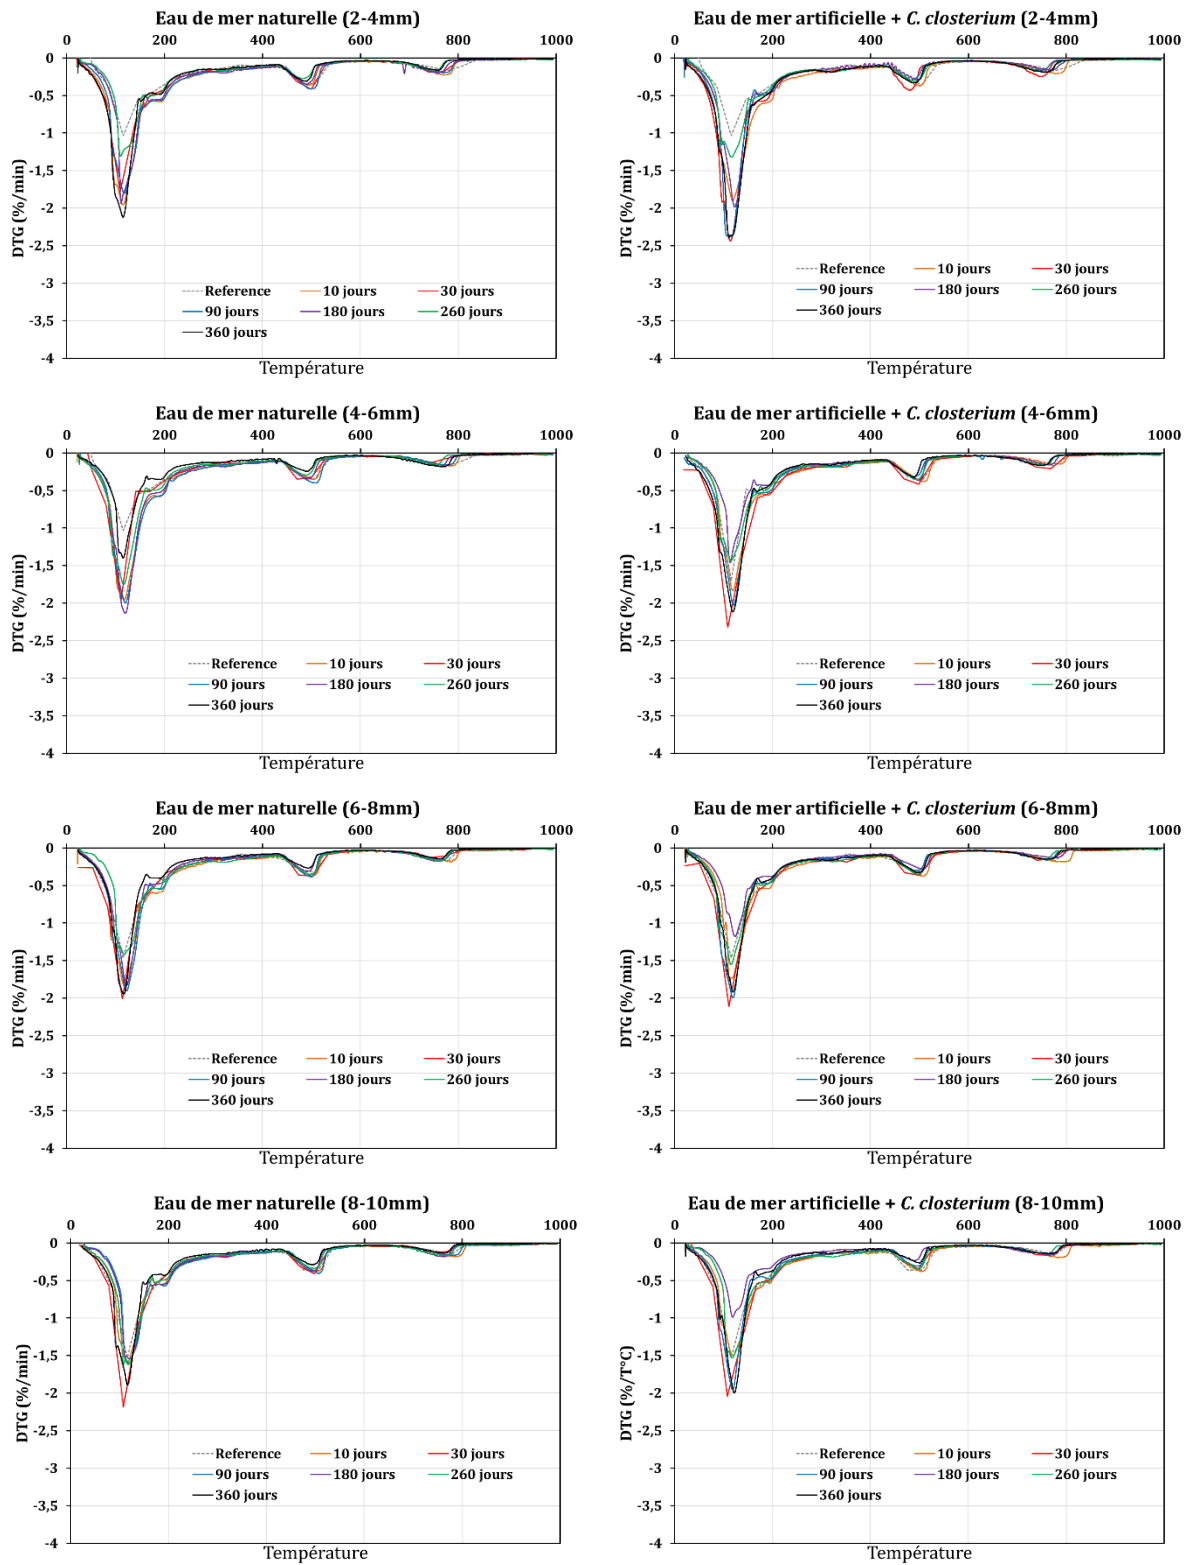 Eau de mer naturelle (2-4mm)
0 200 400 600 800 1000
0
-0,5
-1
-1,5
-2
-2,5
-3
-3,5
-4
DTG (%/min)
Reference 10 jours 30 jours
90 jours 180 jours 260 jours
360 jours
Température
Eau de mer artificielle + C. closterium (2-4mm)
0 200 400 600 800 1000
0
-0,5
-1
-1,5
-2
-2,5
-3
-3,5
-4
DTG (%/min)
Reference 10 jours 30 jours
90 jours 180 jours 260 jours
360 jours
Température
Eau de mer naturelle (4-6mm)
0 200 400 600 800 1000
0
-0,5
-1
-1,5
-2
-2,5
-3
-3,5
-4
DTG (%/min)
Reference 10 jours 30 jours
90 jours 180 jours 260 jours
360 jours
Température
Eau de mer artificielle + C. closterium (4-6mm)
0 200 400 600 800 1000
0
-0,5
-1
-1,5
-2
-2,5
-3
-3,5
-4
DTG (%/min)
Reference 10 jours 30 jours
90 jours 180 jours 260 jours
360 jours
Température
Eau de mer naturelle (6-8mm)
0 200 400 600 800 1000
0
-0,5
-1
-1,5
-2
-2,5
-3
-3,5
-4
DTG (%/min)
Reference 10 jours 30 jours
90 jours 180 jours 260 jours
360 jours
Température
Eau de mer artificielle + C. closterium (6-8mm)
0 200 400 600 800 1000
0
-0,5
-1
-1,5
-2
-2,5
-3
-3,5
-4
DTG (%/min)
Reference 10 jours 30 jours
90 jours 180 jours 260 jours
360 jours
Température
Eau de mer naturelle (8-10mm)
0 200 400 600 800 1000
0
-0,5
-1
-1,5
-2
-2,5
-3
-3,5
-4
DTG (%/min)
Reference 10 jours 30 jours
90 jours 180 jours 260 jours
360 jours
Température
Eau de mer artificielle + C. closterium (8-10mm)
0 200 400 600 800 1000
0
-0,5
-1
-1,5
-2
-2,5
-3
-3,5
-4
DTG (%/T°C)
Reference 10 jours 30 jours
90 jours 180 jours 260 jours
360 jours
Température